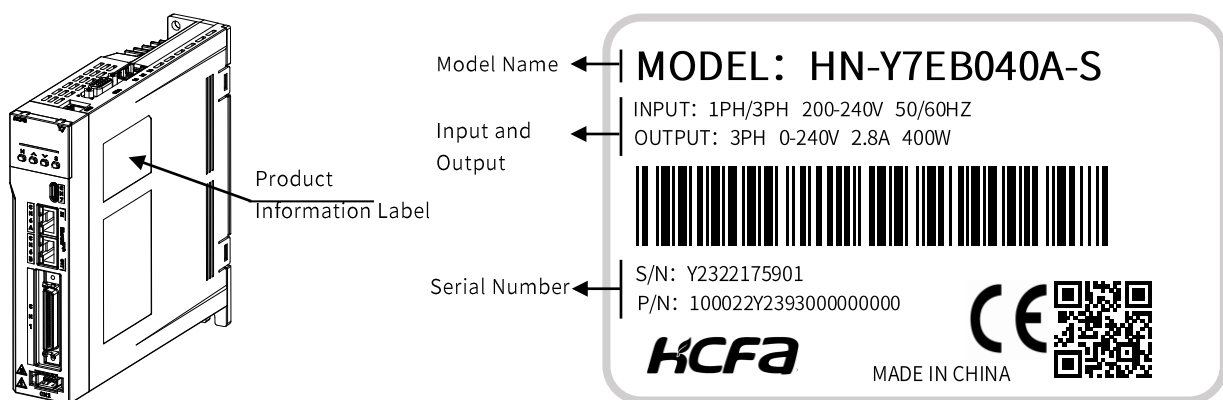 Product
Information Label
Model Name
Input and
Output
Serial Number
MODEL： HN-Y7EB040A-S
INPUT： 1PH/3PH 200-240V 50/60HZ
OUTPUT： 3PH 0-240V 2.8A 400W
S/N： Y2322175901
P/N： 100022Y2393000000000
HCFa
MADE IN CHINA
CE